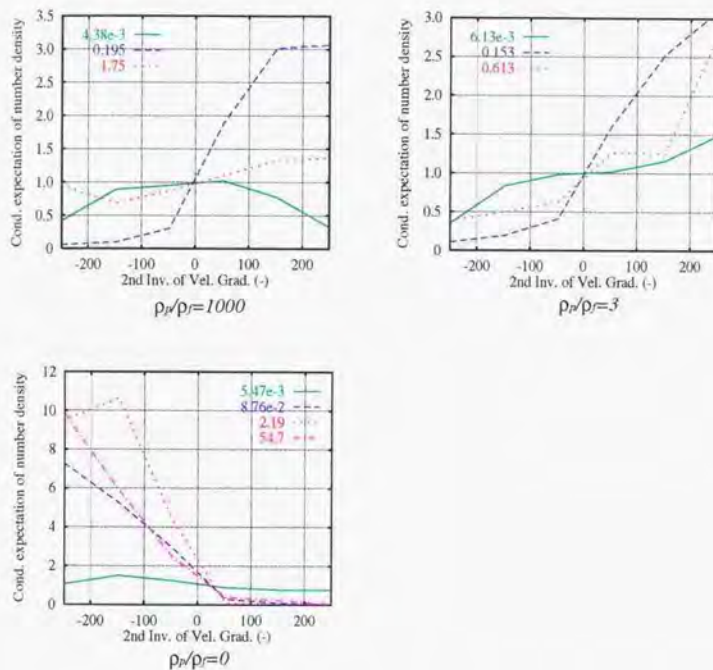 Cond. expectation of number density
3.5
3.0
2.5
2.0
1.5
1.0
0.5
0
4.38e-3
0.195
1.75
-200 -100 0 100 200
2nd Inv. of Vel. Grad. (-)
ρp/ρf=1000
Cond. expectation of number density
3.0
2.5
2.0
1.5
1.0
0.5
0
6.13e-3
0.153
0.613
-200 -100 0 100 200
2nd Inv. of Vel. Grad. (-)
ρp/ρf=3
Cond. expectation of number density
12
10
8
6
4
2
0
5.47e-3
8.76e-2
2.19
54.7
-200 -100 0 100 200
2nd Inv. of Vel. Grad. (-)
ρp/ρf=0